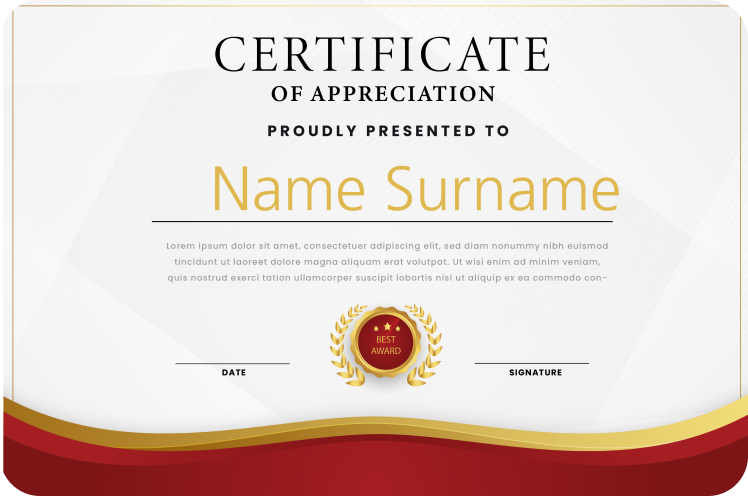 CERTIFICATE
OF APPRECIATION
PROUDLY PRESENTED TO
Name Surname
Lorem ipsum dolor sit amet, consectetuer adipiscing elit, sed diam nonummy nibh euismod
tincidunt ut laoreet dolore magna aliquam erat volutpat. Ut wisi enim ad minim veniam,
quis nostrud exerci tation ullamcorper suscipit lobortis nisl ut aliquip ex ea commodo con-
BEST
AWARD
DATE
SIGNATURE